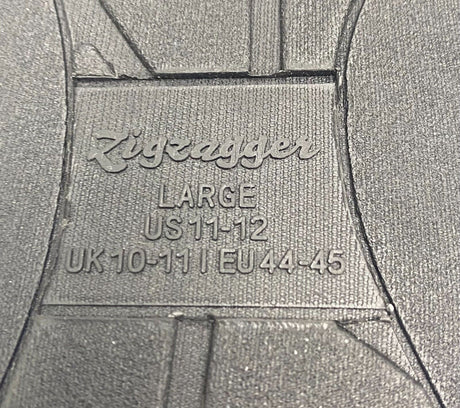 Zigzagger
LARGE
US 11-12
UK 10-11 | EU 44-45